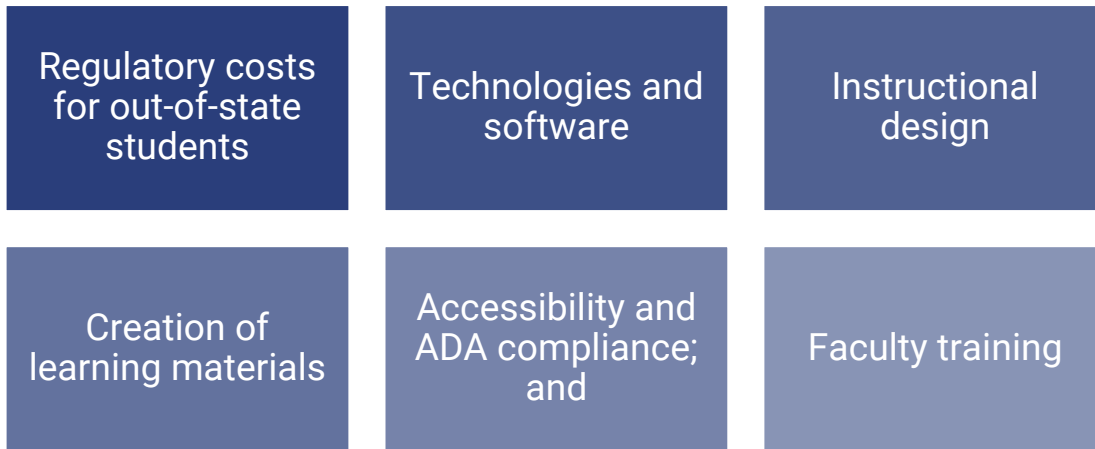 Regulatory costs
for out-of-state
students
Technologies and
software
Instructional
design
Creation of
learning materials
Accessibility and
ADA compliance;
and
Faculty training